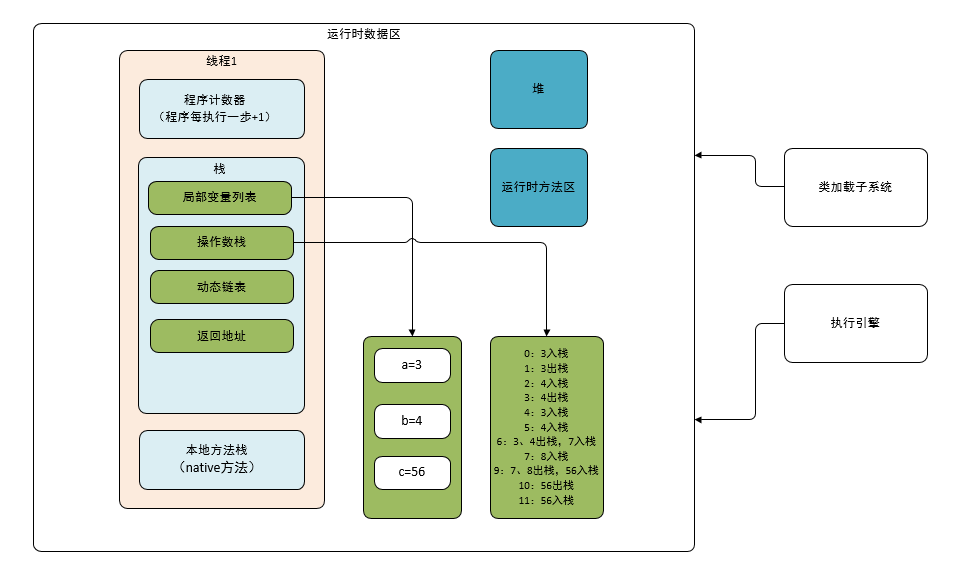 运行时数据区
线程1
程序计数器
（程序每执行一步+1）
栈
局部变量列表
操作数栈
动态链表
返回地址
本地方法栈
（native方法）
堆
运行时方法区
a=3
b=4
c=56
0：3入栈
1：3出栈
2：4入栈
3：4出栈
4：3入栈
5：4入栈
6：3、4出栈，7入栈
7：8入栈
9：7、8出栈，56入栈
10：56出栈
11：56入栈
类加载子系统
执行引擎